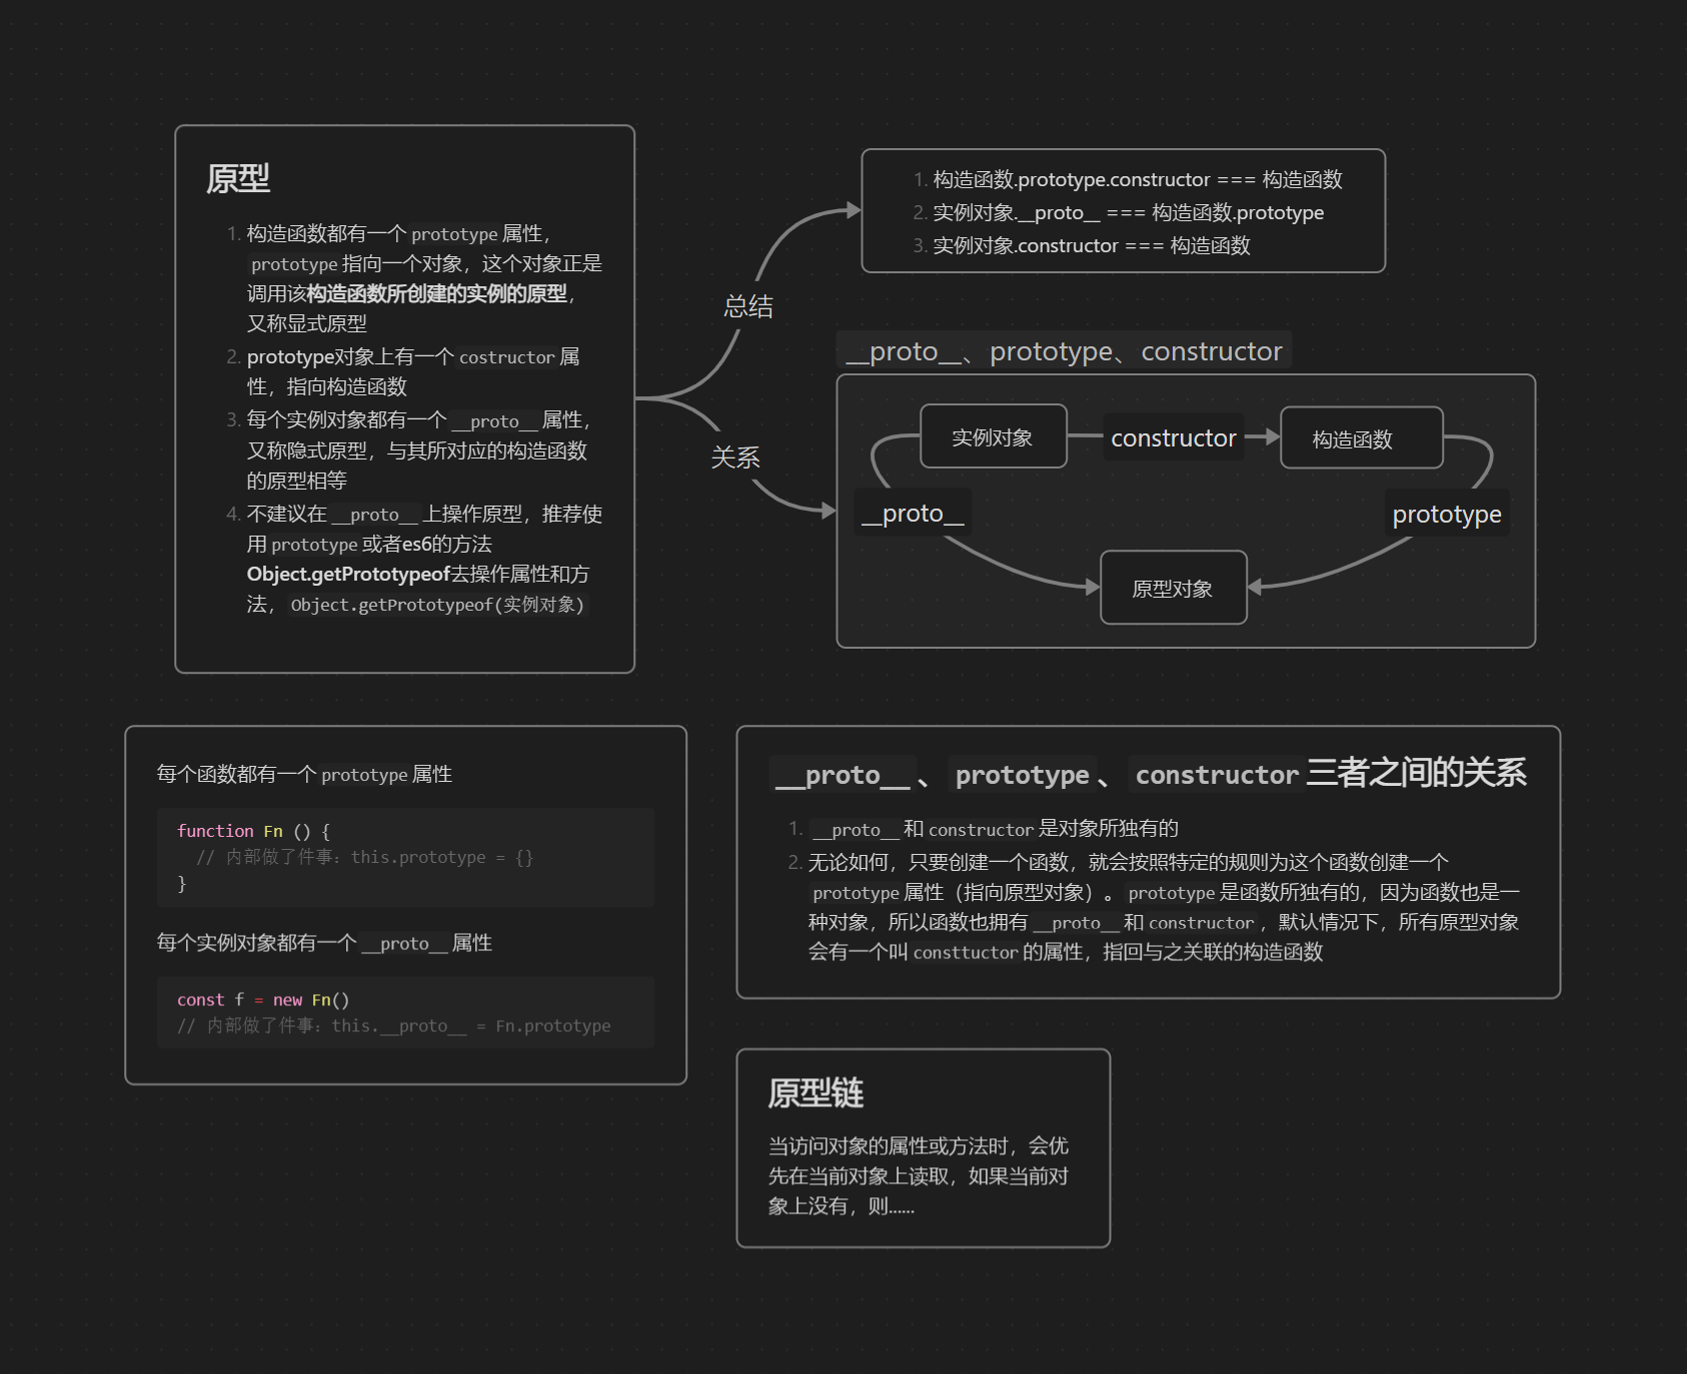 原型
1. 构造函数都有一个 prototype 属性，
prototype 指向一个对象，这个对象正是
调用该构造函数所创建的实例的原型，
又称显式原型
2. prototype对象上有一个 costructor 属
性，指向构造函数
3. 每个实例对象都有一个 __proto__ 属性，
又称隐式原型，与其所对应的构造函数
的原型相等
4. 不建议在 __proto__ 上操作原型，推荐使
用 prototype 或者es6的方法
Object.getPrototypeof去操作属性和方
法， Object.getPrototypeof(实例对象)
总结
1. 构造函数.prototype.constructor === 构造函数
2. 实例对象.__proto__ === 构造函数.prototype
3. 实例对象.constructor === 构造函数
关系
__proto__、prototype、constructor
实例对象
constructor
构造函数
__proto__
prototype
原型对象
每个函数都有一个 prototype 属性
function Fn () {
// 内部做了件事：this.prototype = {}
}
每个实例对象都有一个 __proto__ 属性
const f = new Fn()
// 内部做了件事：this.__proto__ = Fn.prototype
__proto__ 、 prototype 、 constructor 三者之间的关系
1. __proto__ 和 constructor 是对象所独有的
2. 无论如何，只要创建一个函数，就会按照特定的规则为这个函数创建一个
prototype 属性（指向原型对象）。 prototype 是函数所独有的，因为函数也是一
种对象，所以函数也拥有 __proto__ 和 constructor ，默认情况下，所有原型对象
会有一个叫 consttuctor 的属性，指回与之关联的构造函数
原型链
当访问对象的属性或方法时，会优
先在当前对象上读取，如果当前对
象上没有，则......